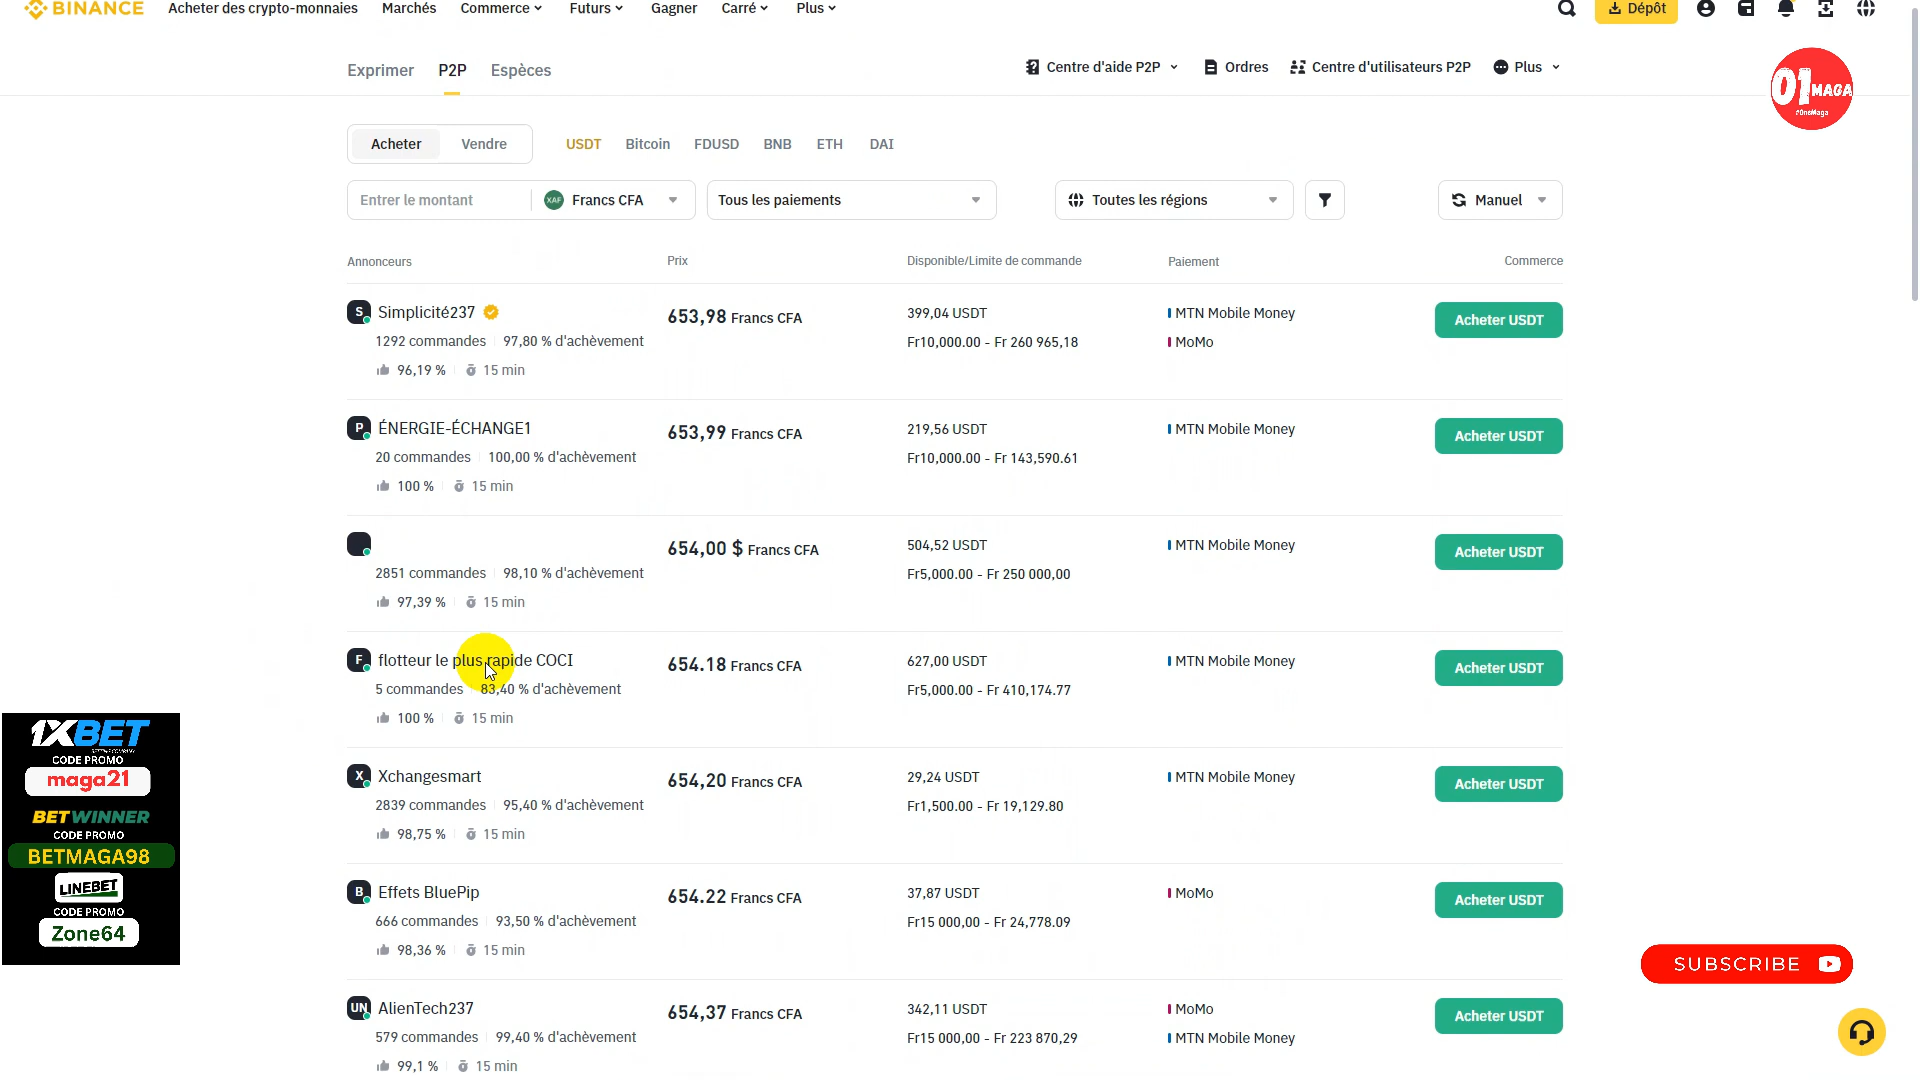 BINANCE
Acheter des crypto-monnaies
Marchés
Commerce
Futurs
Gagner
Carré
Plus
Dépôt
Exprimer
P2P
Espèces
Centre d'aide P2P
Ordres
Centre d'utilisateurs P2P
Plus
01 MAGA
#OneMaga
Acheter
Vendre
USDT
Bitcoin
FDUSD
BNB
ETH
DAI
Entrer le montant
XAF
Francs CFA
Tous les paiements
Toutes les régions
Manuel
Annonceurs
Prix
Disponible/Limite de commande
Paiement
Commerce
S
Simplicité237
1292 commandes
97,80 % d'achèvement
96,19 %
15 min
653,98 Francs CFA
399,04 USDT
Fr10,000.00 - Fr 260 965,18
MTN Mobile Money
MoMo
Acheter USDT
P
ÉNERGIE-ÉCHANGE1
20 commandes
100,00 % d'achèvement
100 %
15 min
653,99 Francs CFA
219,56 USDT
Fr10,000.00 - Fr 143,590.61
MTN Mobile Money
Acheter USDT
2851 commandes
98,10 % d'achèvement
97,39 %
15 min
654,00 $ Francs CFA
504,52 USDT
Fr5,000.00 - Fr 250 000,00
MTN Mobile Money
Acheter USDT
F
flotteur le plus rapide COCI
5 commandes
83,40 % d'achèvement
100 %
15 min
654.18 Francs CFA
627,00 USDT
Fr5,000.00 - Fr 410,174.77
MTN Mobile Money
Acheter USDT
X
Xchangesmart
2839 commandes
95,40 % d'achèvement
98,75 %
15 min
654,20 Francs CFA
29,24 USDT
Fr1,500.00 - Fr 19,129.80
MTN Mobile Money
Acheter USDT
B
Effets BluePip
666 commandes
93,50 % d'achèvement
98,36 %
15 min
654.22 Francs CFA
37,87 USDT
Fr15 000,00 - Fr 24,778.09
MoMo
Acheter USDT
UN
AlienTech237
579 commandes
99,40 % d'achèvement
99,1 %
15 min
654,37 Francs CFA
342,11 USDT
Fr15 000,00 - Fr 223 870,29
MoMo
MTN Mobile Money
Acheter USDT
1XBET
BETTING COMPANY
CODE PROMO
maga21
BETWINNER
CODE PROMO
BETMAGA98
LINEBET
CODE PROMO
Zone64
SUBSCRIBE